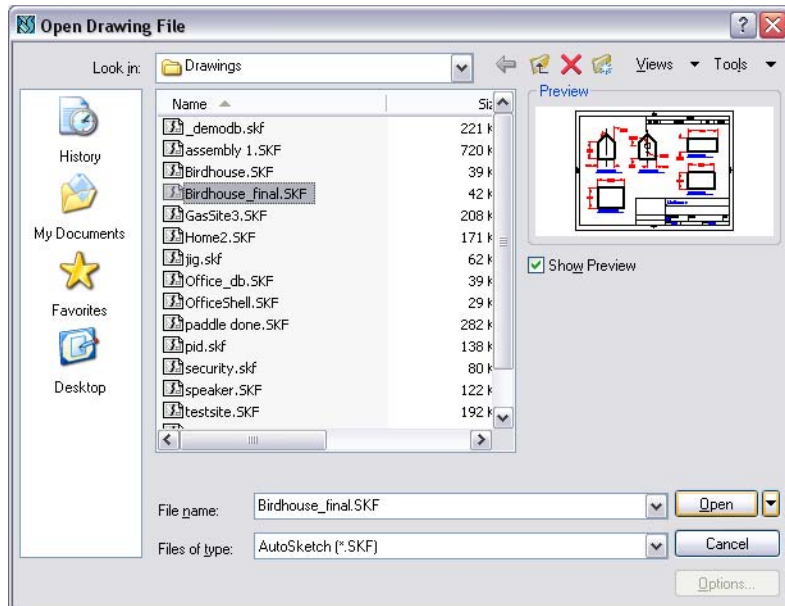 Open Drawing File
Look in: Drawings Views Tools
History
My Documents
Favorites
Desktop
Name Siz
_demodb.skf 221 K
assembly 1.SKF 720 K
Birdhouse.SKF 39 K
Birdhouse_final.SKF 42 K
GasSite3.SKF 208 K
Home2.SKF 171 K
jig.skf 62 K
Office_db.SKF 39 K
OfficeShell.SKF 29 K
paddle done.SKF 282 K
pid.skf 138 K
security.skf 80 K
speaker.SKF 122 K
testsite.SKF 192 K
Preview
Show Preview
File name: Birdhouse_final.SKF Open
Files of type: AutoSketch (*.SKF) Cancel
Options...